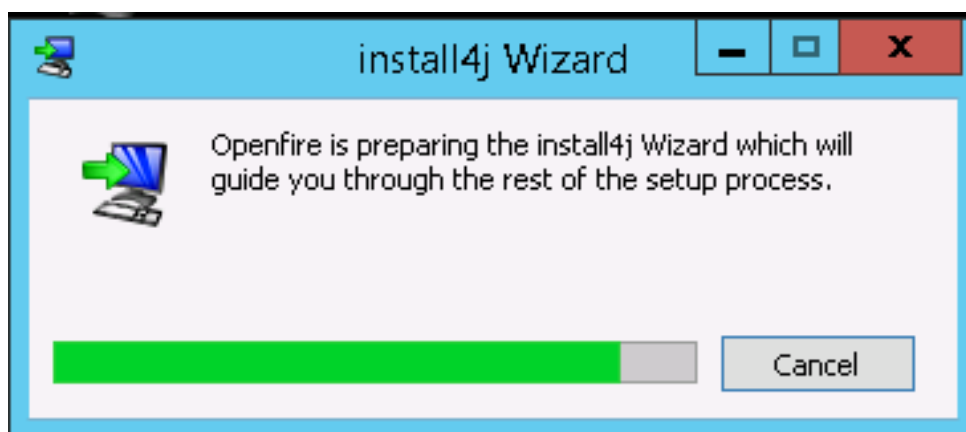 install4j Wizard
Openfire is preparing the install4j Wizard which will
guide you through the rest of the setup process.
Cancel